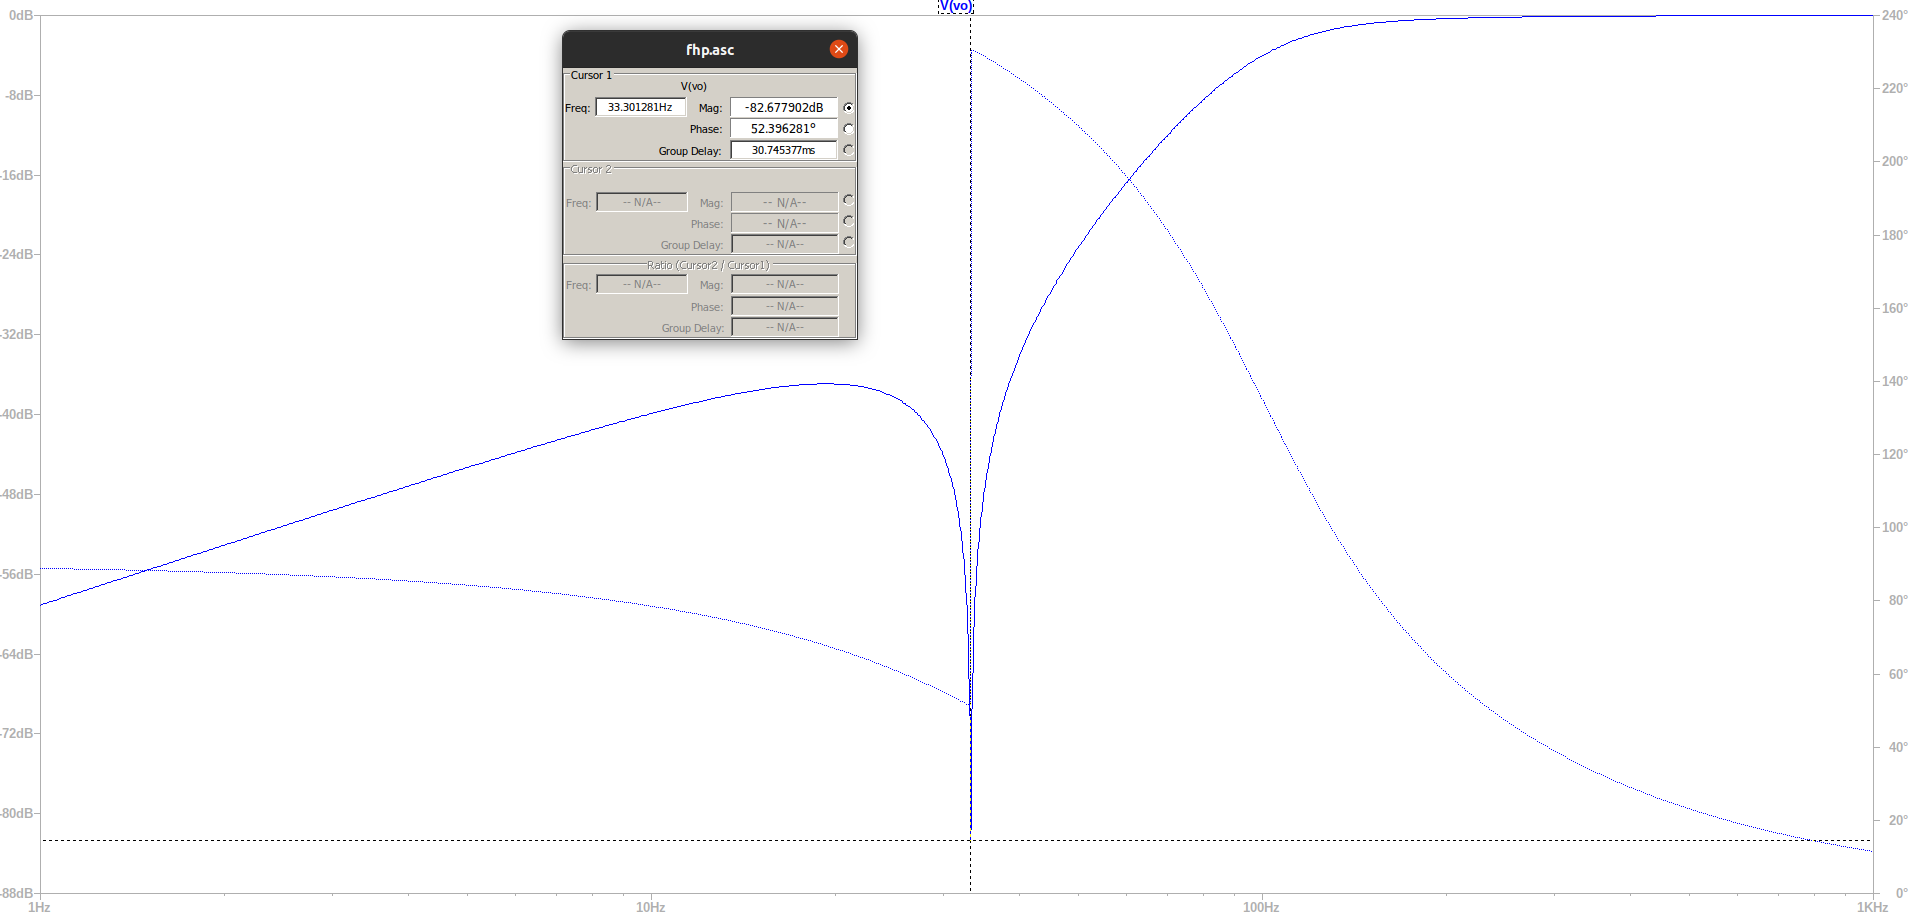 V(vo)
0dB
-8dB
-16dB
-24dB
-32dB
-40dB
-48dB
-56dB
-64dB
-72dB
-80dB
-88dB
240°
220°
200°
180°
160°
140°
120°
100°
80°
60°
40°
20°
0°
1Hz
10Hz
100Hz
1KHz
fhp.asc
Cursor 1
V(vo)
Freq: 33.301281Hz Mag: -82.677902dB
Phase: 52.396281°
Group Delay: 30.745377ms
Cursor 2
Freq: -- N/A-- Mag: -- N/A--
Phase: -- N/A--
Group Delay: -- N/A--
Ratio (Cursor2 / Cursor1)
Freq: -- N/A-- Mag: -- N/A--
Phase: -- N/A--
Group Delay: -- N/A--